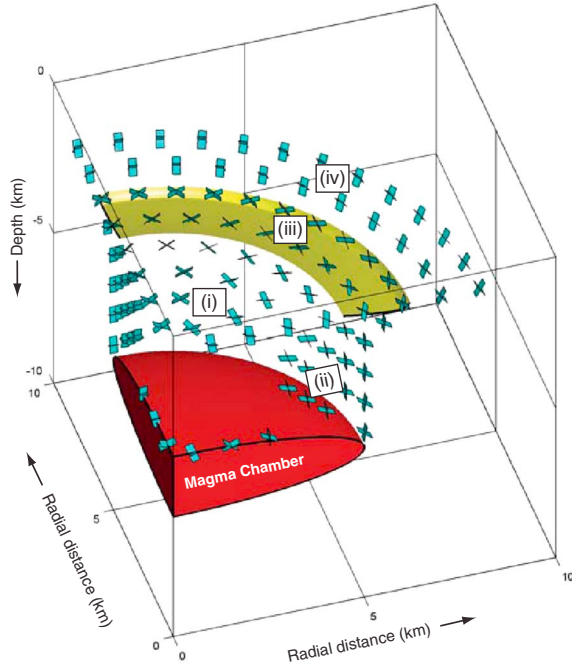 0
← Depth (km)
-5
-10
10
(iv)
(iii)
(i)
(ii)
Magma Chamber
← Radial distance (km)
5
0
0
5
10
Radial distance (km) →